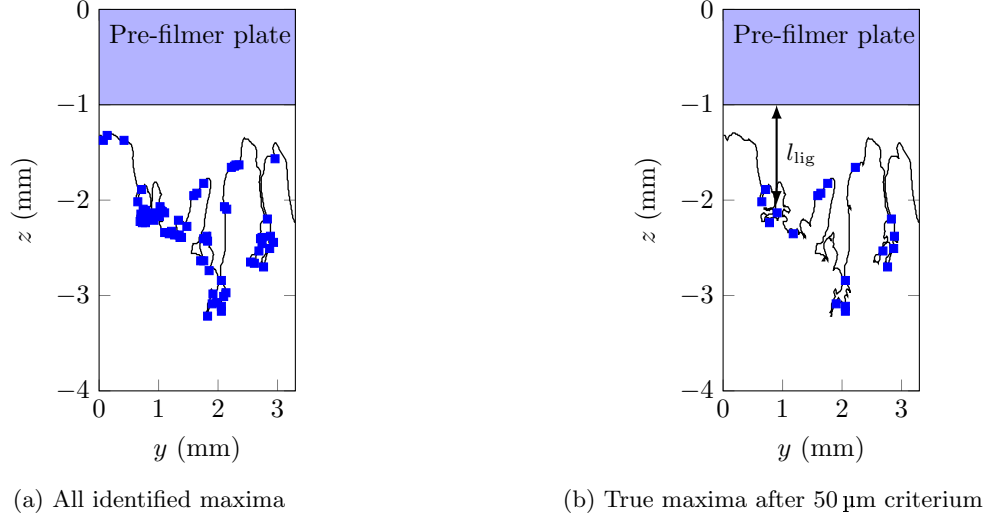 0
Pre-filmer plate
−1
−2
−3
−4
z (mm)
0 1 2 3
y (mm)
(a) All identified maxima
0
Pre-filmer plate
−1
l_lig
−2
−3
−4
z (mm)
0 1 2 3
y (mm)
(b) True maxima after 50 µm criterium